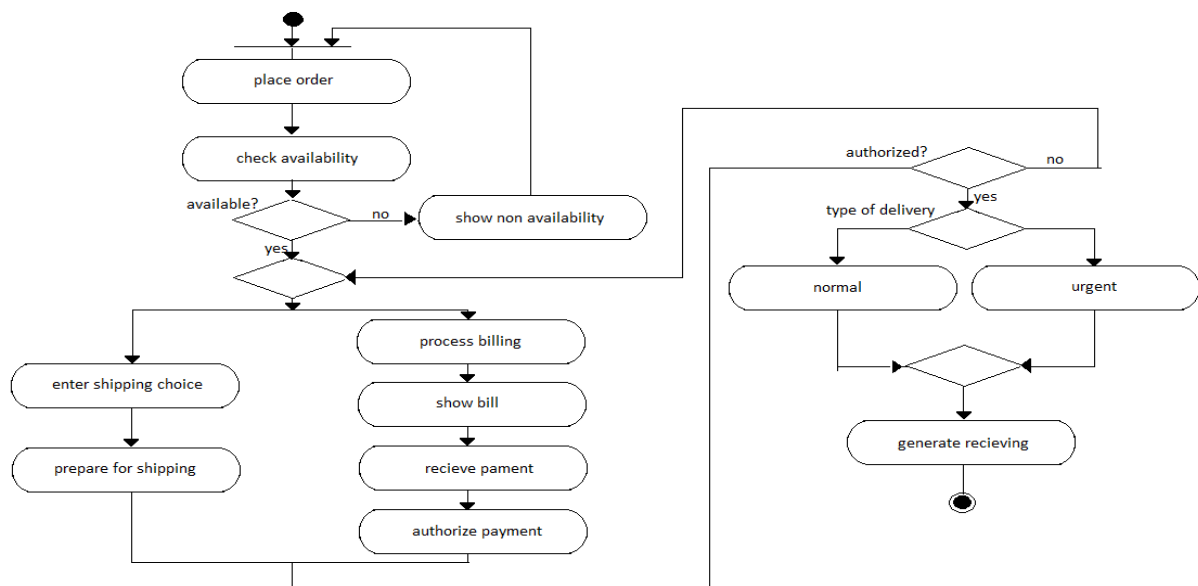 place order
check availability
available?
no
show non availability
yes
process billing
enter shipping choice
show bill
prepare for shipping
recieve pament
authorize payment
authorized?
no
yes
type of delivery
normal
urgent
generate recieving